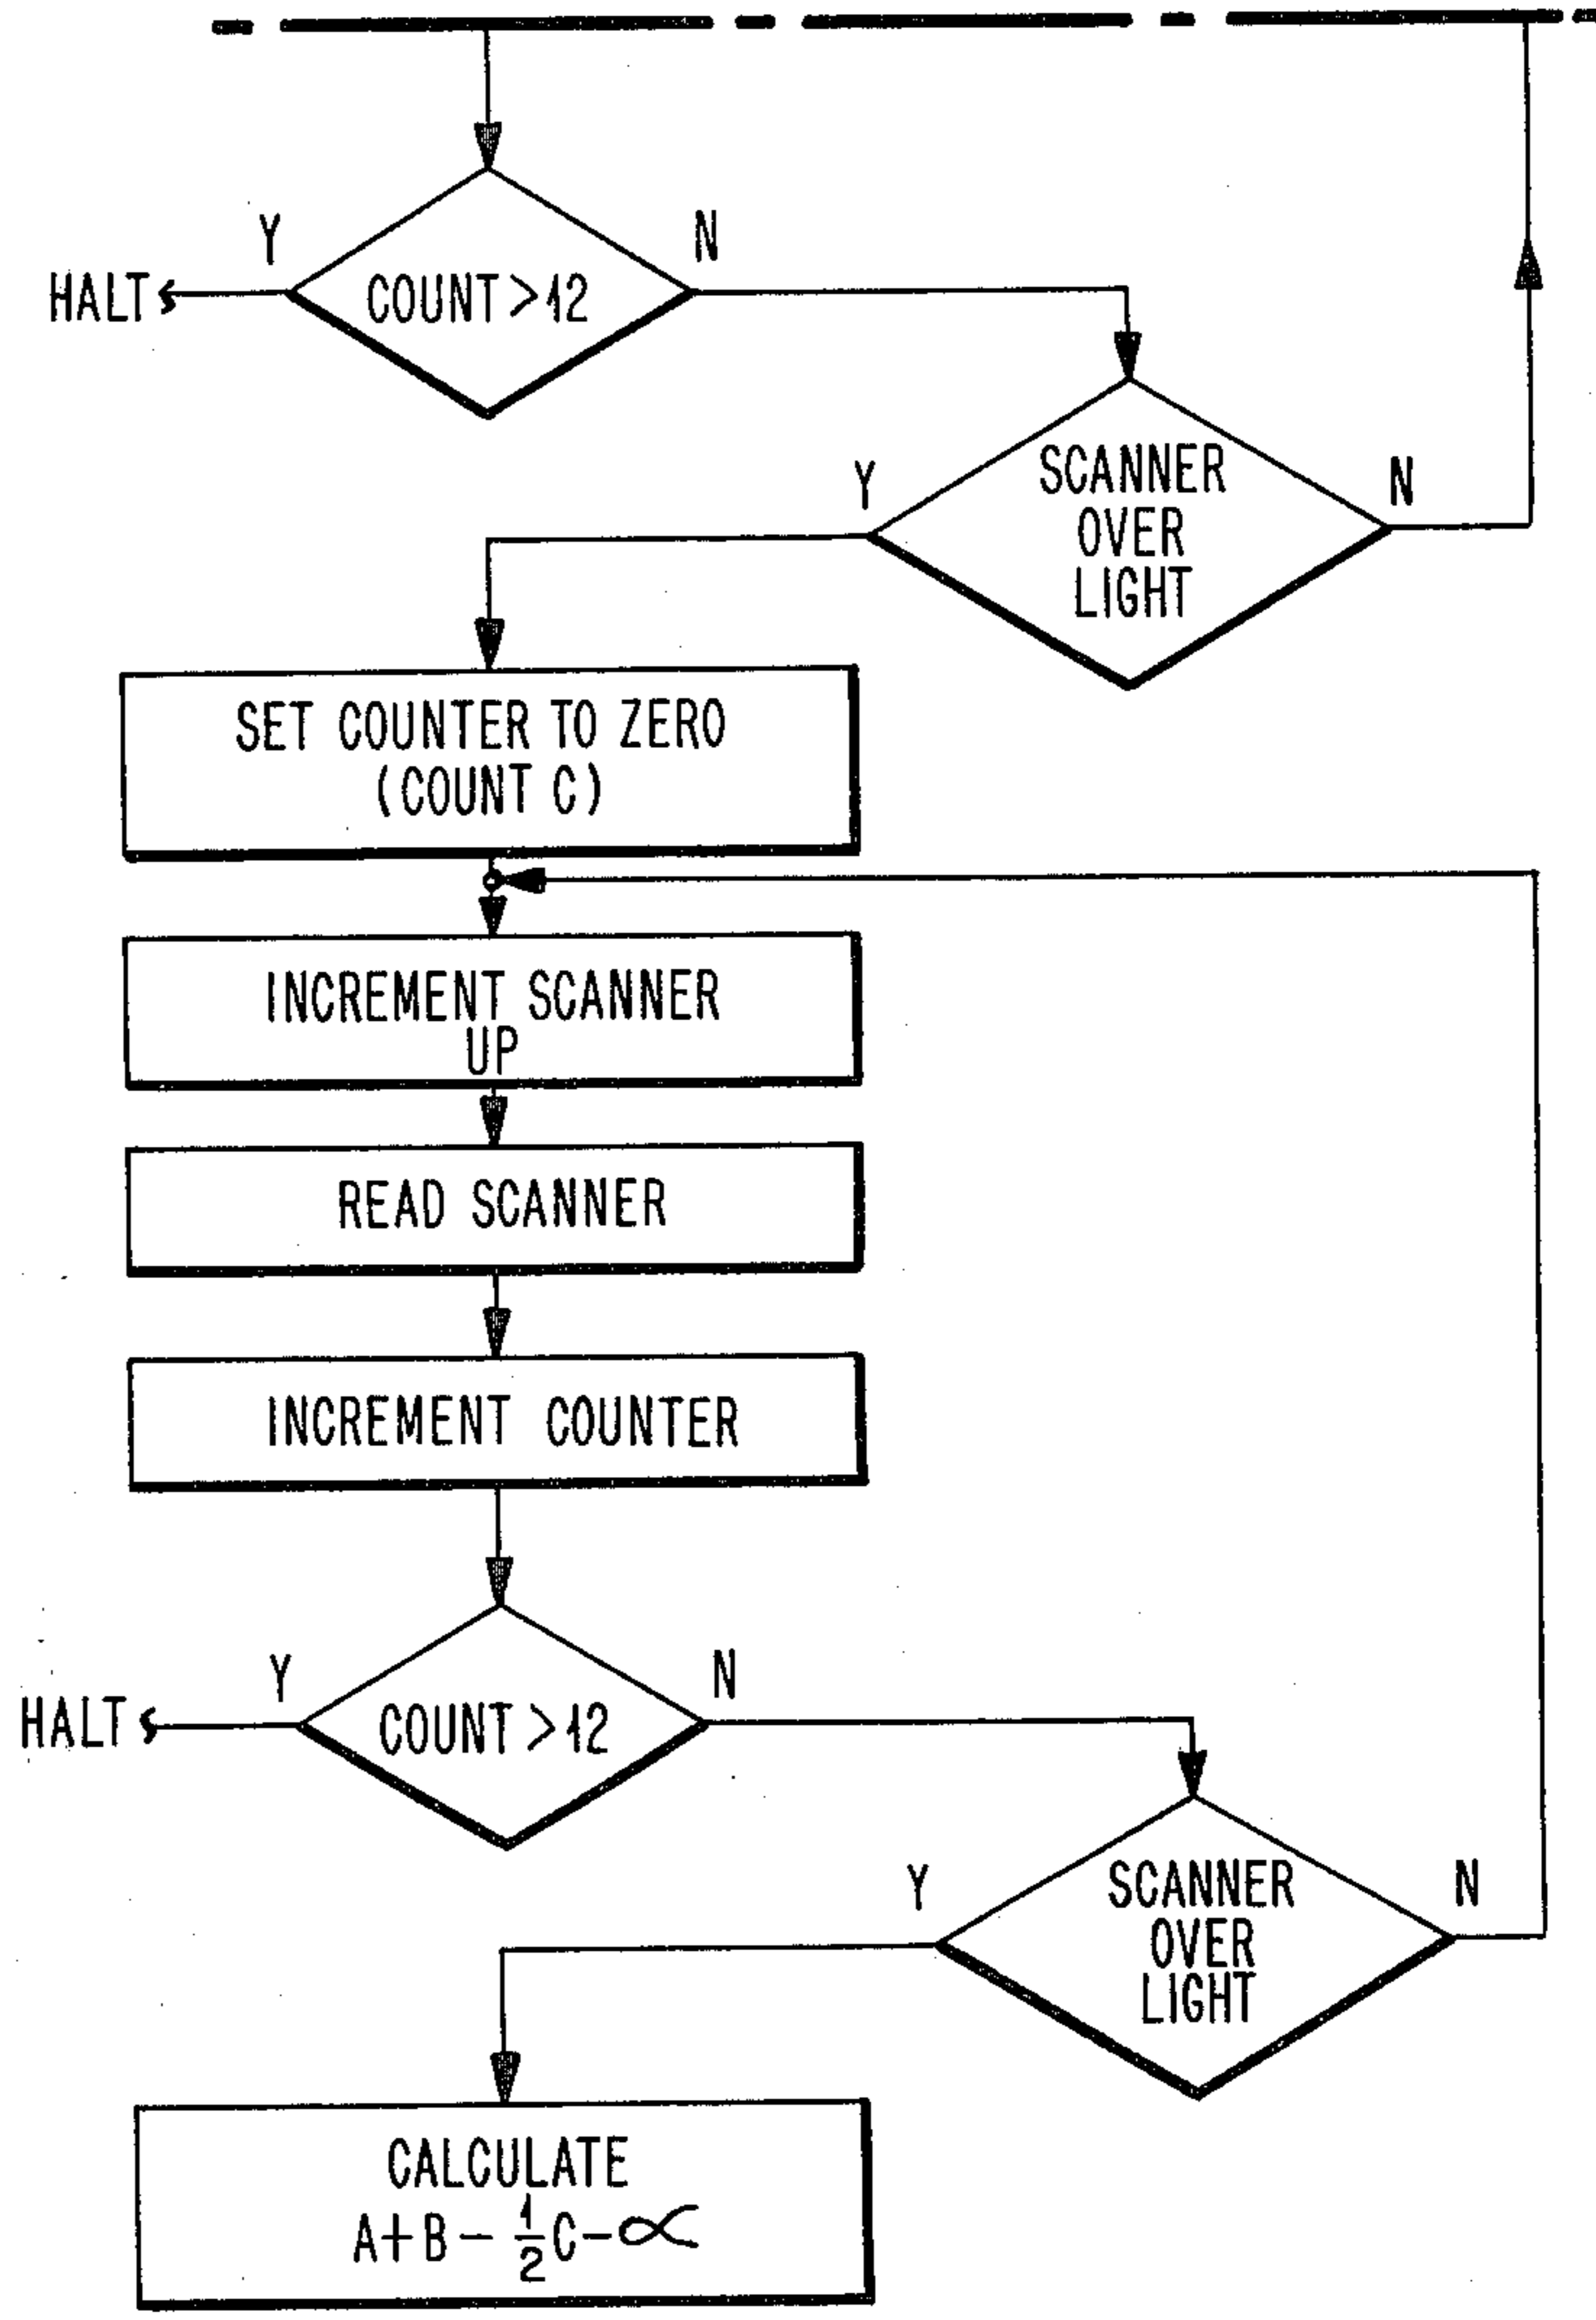 Y
N
HALT
COUNT>12
Y
SCANNER
OVER
LIGHT
N
SET COUNTER TO ZERO
(COUNT C)
INCREMENT SCANNER
UP
READ SCANNER
INCREMENT COUNTER
Y
N
HALT
COUNT>12
Y
SCANNER
OVER
LIGHT
N
CALCULATE
A+B-½C-∝